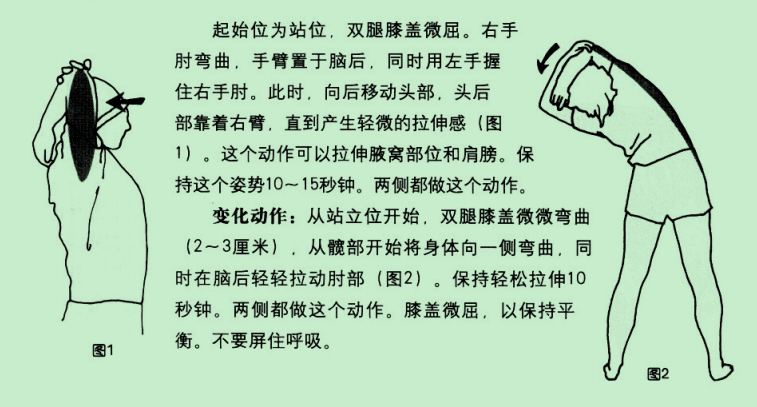 起始位为站位，双腿膝盖微屈。右手
肘弯曲，手臂置于脑后，同时用左手握
住右手肘。此时，向后移动头部，头后
部靠着右臂，直到产生轻微的拉伸感（图
1）。这个动作可以拉伸腋窝部位和肩膀。保
持这个姿势10～15秒钟。两侧都做这个动作。
变化动作：从站立位开始，双腿膝盖微微弯曲
（2～3厘米），从髋部开始将身体向一侧弯曲，同
时在脑后轻轻拉动肘部（图2）。保持轻松拉伸10
秒钟。两侧都做这个动作。膝盖微屈，以保持平
衡。不要屏住呼吸。
图1
图2